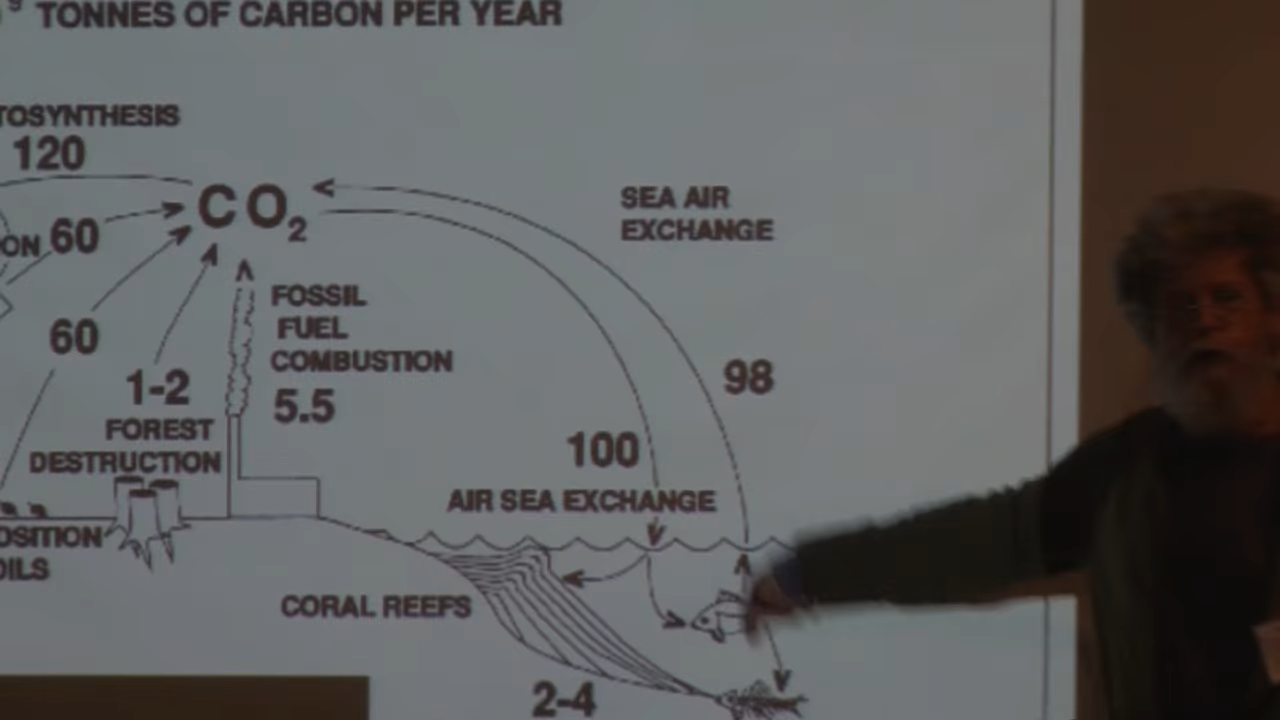 TONNES OF CARBON PER YEAR
TOSYNTHESIS
120
CO2
SEA AIR
EXCHANGE
ON 60
FOSSIL
FUEL
COMBUSTION
5.5
60
1-2
FOREST
DESTRUCTION
98
100
AIR SEA EXCHANGE
OSITION
OILS
CORAL REEFS
2-4